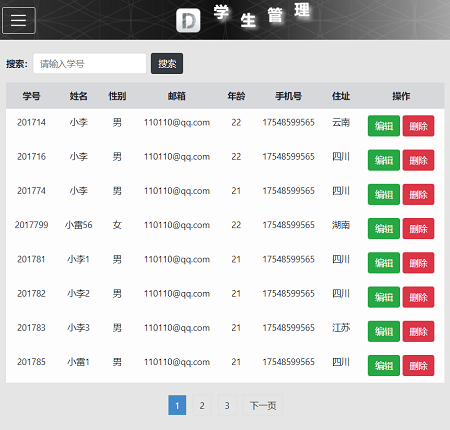 D 学生管理
搜索: 请输入学号 搜索
学号 姓名 性别 邮箱 年龄 手机号 住址 操作
201714 小李 男 110110@qq.com 22 17548599565 云南 编辑 删除
201716 小李 男 110110@qq.com 22 17548599565 四川 编辑 删除
201774 小李 男 110110@qq.com 21 17548599565 四川 编辑 删除
2017799 小雷56 女 110110@qq.com 22 17548599565 湖南 编辑 删除
201781 小李1 男 110110@qq.com 21 17548599565 四川 编辑 删除
201782 小李2 男 110110@qq.com 21 17548599565 四川 编辑 删除
201783 小李3 男 110110@qq.com 21 17548599565 江苏 编辑 删除
201785 小雷1 男 110110@qq.com 21 17548599565 四川 编辑 删除
1 2 3 下一页